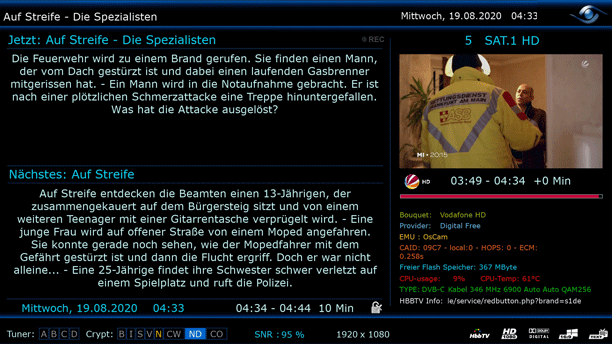 Auf Streife - Die Spezialisten
Mittwoch, 19.08.2020 04:33
Jetzt: Auf Streife - Die Spezialisten
REC
Die Feuerwehr wird zu einem Brand gerufen. Sie finden einen Mann,
der vom Dach gestürzt ist und dabei einen laufenden Gasbrenner
mitgerissen hat. - Ein Mann wird in die Notaufnahme gebracht. Er ist
nach einer plötzlichen Schmerzattacke eine Treppe hinuntergefallen.
Was hat die Attacke ausgelöst?
Nächstes: Auf Streife
Auf Streife entdecken die Beamten einen 13-Jährigen, der
zusammengekauert auf dem Bürgersteig sitzt und von einem
weiteren Teenager mit einer Gitarrentasche verprügelt wird. - Eine
junge Frau wird auf offener Straße von einem Moped angefahren.
Sie konnte gerade noch sehen, wie der Mopedfahrer mit dem
Gefährt gestürzt ist und dann die Flucht ergriff. Doch er war nicht
alleine... - Eine 25-Jährige findet ihre Schwester schwer verletzt auf
einem Spielplatz und ruft die Polizei.
Mittwoch, 19.08.2020 04:33 04:34 - 04:44 10 Min
5 SAT.1 HD
RETTUNGSDIENST
FRANKFURT AM MAIN
ASB
MI 20:15
HD 03:49 - 04:34 +0 Min
Bouquet: Vodafone HD
Provider: Digital Free
EMU : OsCam
CAID: 09C7 - local:0 - HOPS: 0 - ECM:
0.258s
Freier Flash Speicher: 367 MByte
CPU-usage: 9% CPU-Temp: 61°C
TYPE: DVB-C Kabel 346 MHz 6900 Auto Auto QAM256
HBBTV Info: le/service/redbutton.php?brand=s1de
Tuner: A B C D Crypt: B I S V N CW ND CO SNR : 95 % 1920 x 1080
HbbTV HD 1080 DOLBY DIGITAL